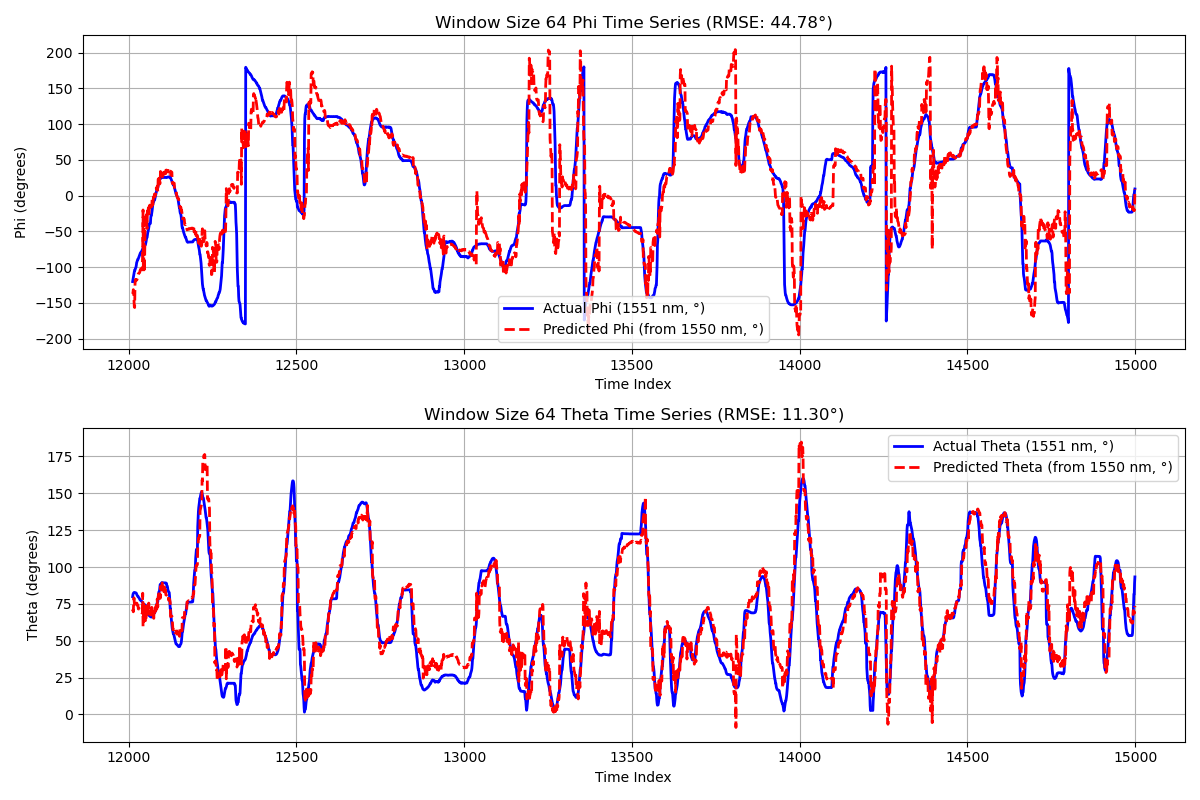 Window Size 64 Phi Time Series (RMSE: 44.78°)
Phi (degrees)
200
150
100
50
0
−50
−100
−150
−200
Actual Phi (1551 nm, °)
Predicted Phi (from 1550 nm, °)
12000 12500 13000 13500 14000 14500 15000
Time Index
Window Size 64 Theta Time Series (RMSE: 11.30°)
Theta (degrees)
175
150
125
100
75
50
25
0
Actual Theta (1551 nm, °)
Predicted Theta (from 1550 nm, °)
12000 12500 13000 13500 14000 14500 15000
Time Index